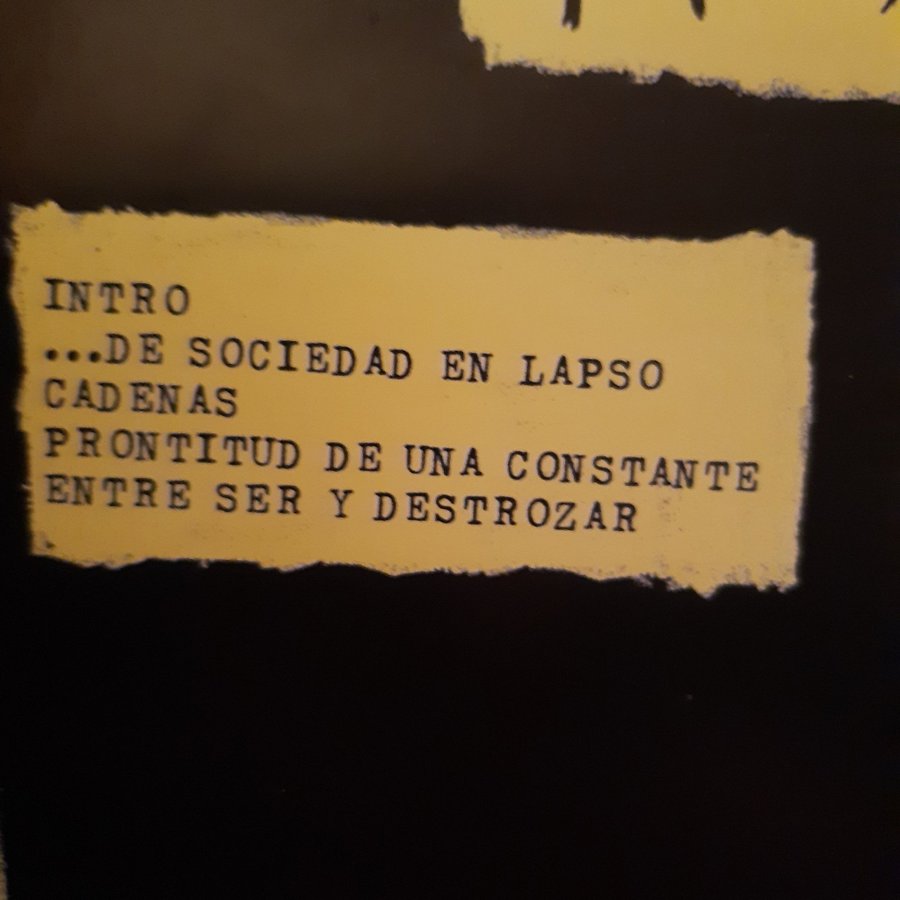 INTRO
...DE SOCIEDAD EN LAPSO
CADENAS
PRONTITUD DE UNA CONSTANTE
ENTRE SER Y DESTROZAR